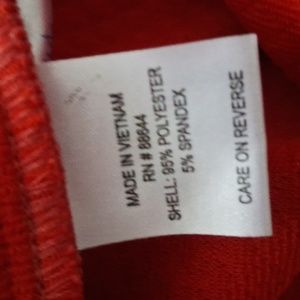 MADE IN VIETNAM
RN # 88644
SHELL: 95% POLYESTER
5% SPANDEX
CARE ON REVERSE